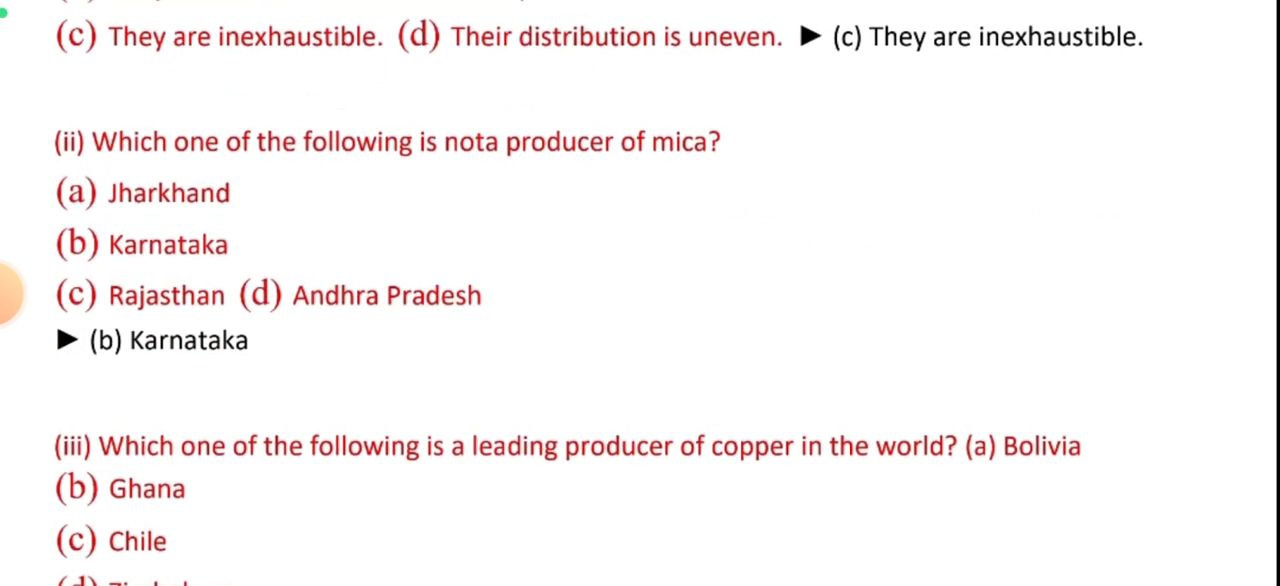 (c) They are inexhaustible. (d) Their distribution is uneven. ► (c) They are inexhaustible.
(ii) Which one of the following is nota producer of mica?
(a) Jharkhand
(b) Karnataka
(c) Rajasthan (d) Andhra Pradesh
► (b) Karnataka
(iii) Which one of the following is a leading producer of copper in the world? (a) Bolivia
(b) Ghana
(c) Chile